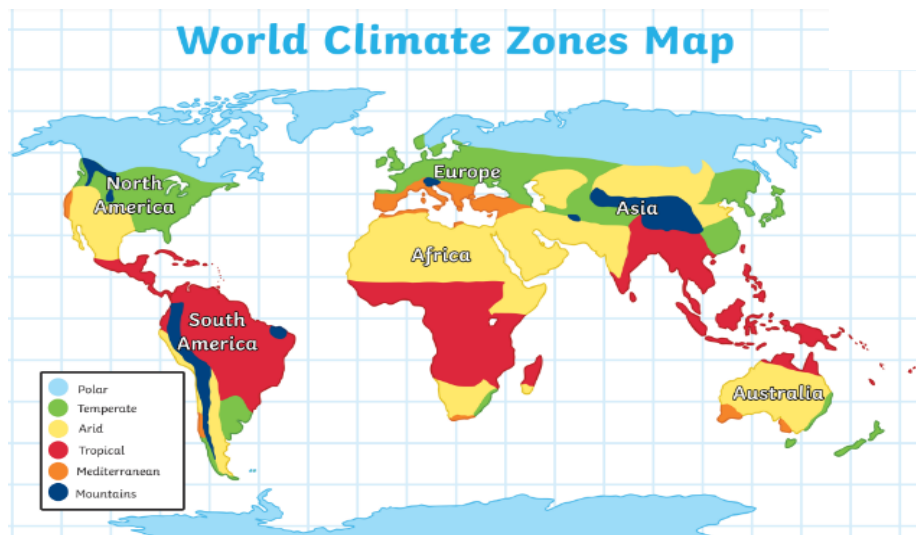 World Climate Zones Map
North
America
Europe
Asia
Africa
South
America
Australia
Polar
Temperate
Arid
Tropical
Mediterranean
Mountains